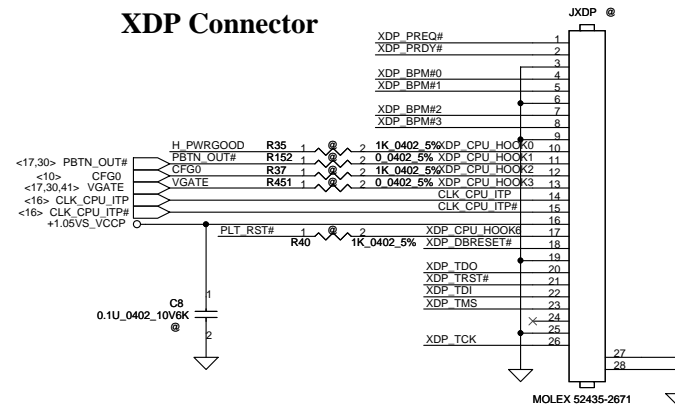 XDP Connector
JXDP @
XDP_PREQ# 1
XDP_PRDY# 2
3
XDP_BPM#0 4
XDP_BPM#1 5
6
XDP_BPM#2 7
XDP_BPM#3 8
9
H_PWRGOOD R35 1 @ 2 1K_0402_5% XDP_CPU_HOOK0 10
<17,30> PBTN_OUT# PBTN_OUT# R152 1 @ 2 0_0402_5% XDP_CPU_HOOK1 11
<10> CFG0 CFG0 R37 1 @ 2 1K_0402_5% XDP_CPU_HOOK2 12
<17,30,41> VGATE VGATE R451 1 @ 2 0_0402_5% XDP_CPU_HOOK3 13
<16> CLK_CPU_ITP CLK_CPU_ITP 14
<16> CLK_CPU_ITP# CLK_CPU_ITP# 15
+1.05VS_VCCP 16
PLT_RST# 1 @ 2 XDP_CPU_HOOK6 17
R40 1K_0402_5% XDP_DBRESET# 18
19
XDP_TDO 20
XDP_TRST# 21
XDP_TDI 22
XDP_TMS 23
24
25
XDP_TCK 26
27
28
1
C8
0.1U_0402_10V6K
@
2
MOLEX 52435-2671